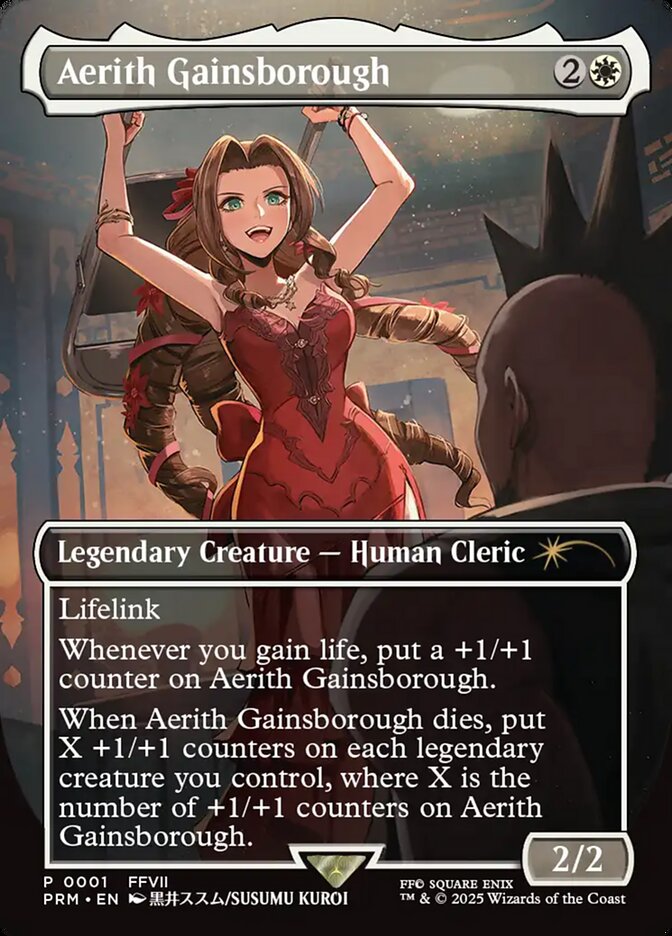 Aerith Gainsborough 2
Legendary Creature — Human Cleric
Lifelink
Whenever you gain life, put a +1/+1
counter on Aerith Gainsborough.
When Aerith Gainsborough dies, put
X +1/+1 counters on each legendary
creature you control, where X is the
number of +1/+1 counters on Aerith
Gainsborough.
2/2
P 0001 FFVII
PRM • EN 黒井ススム/SUSUMU KUROI
FF© SQUARE ENIX
™ & © 2025 Wizards of the Coast